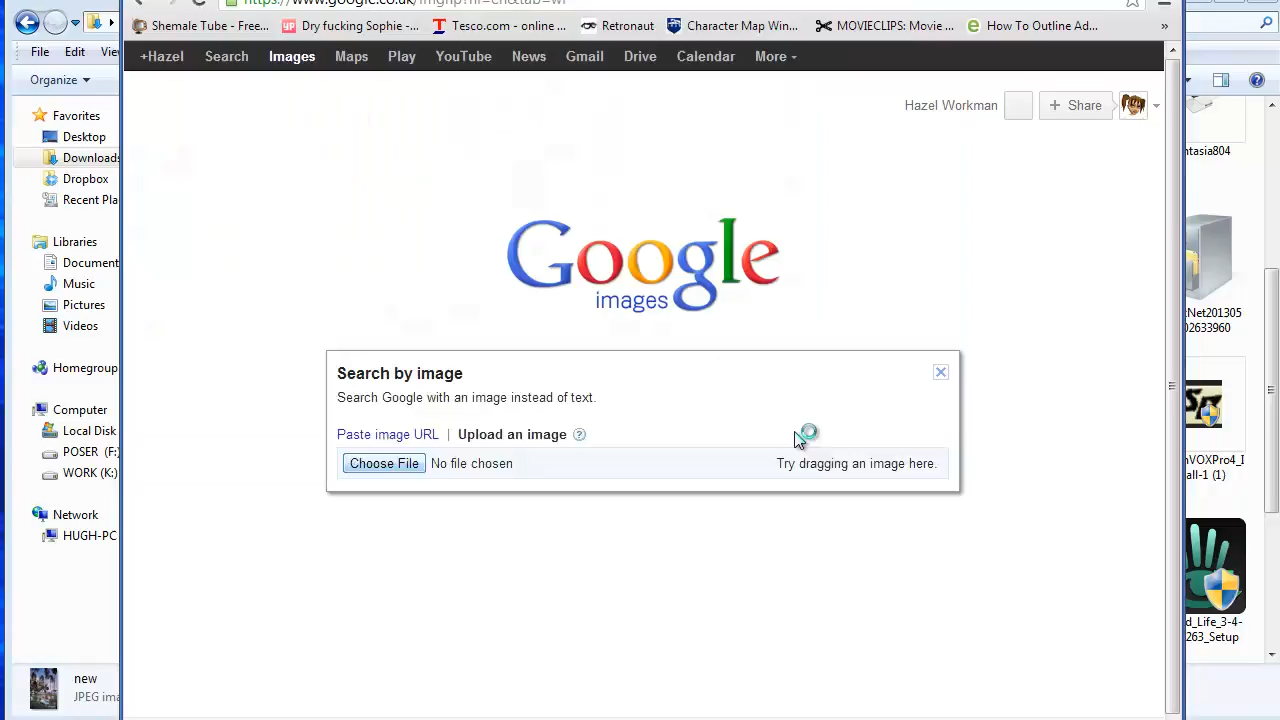 https://www.google.co.uk/imghp?hl=en&tab=wi
Shemale Tube - Free...
Dry fucking Sophie -...
Tesco.com - online ...
Retronaut
Character Map Win...
MOVIECLIPS: Movie ...
How To Outline Ad...
»
File Edit
Organize
+Hazel Search Images Maps Play YouTube News Gmail Drive Calendar More
Hazel Workman
+ Share
Favorites
Desktop
Downloads
Dropbox
Recent Pla
Libraries
Document
Music
Pictures
Videos
Homegroup
Computer
Local Disk
POSER (F:)
WORK (K:)
Network
HUGH-PC
new
JPEG ima
Google
images
Search by image
Search Google with an image instead of text.
Paste image URL | Upload an image ?
Choose File No file chosen
Try dragging an image here.
ntasia804
tNet201305
02633960
nVOXPro4_I
all-1 (1)
d_Life_3-4-
263_Setup